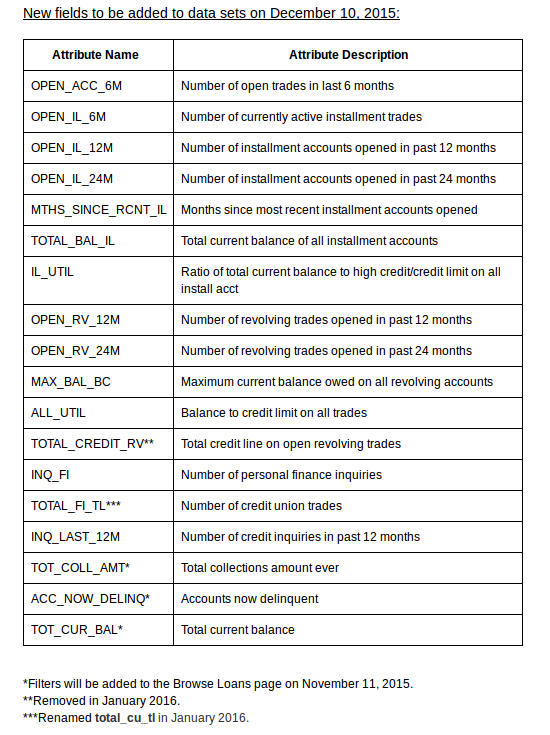 New fields to be added to data sets on December 10, 2015:
Attribute Name Attribute Description
OPEN_ACC_6M Number of open trades in last 6 months
OPEN_IL_6M Number of currently active installment trades
OPEN_IL_12M Number of installment accounts opened in past 12 months
OPEN_IL_24M Number of installment accounts opened in past 24 months
MTHS_SINCE_RCNT_IL Months since most recent installment accounts opened
TOTAL_BAL_IL Total current balance of all installment accounts
IL_UTIL Ratio of total current balance to high credit/credit limit on all
install acct
OPEN_RV_12M Number of revolving trades opened in past 12 months
OPEN_RV_24M Number of revolving trades opened in past 24 months
MAX_BAL_BC Maximum current balance owed on all revolving accounts
ALL_UTIL Balance to credit limit on all trades
TOTAL_CREDIT_RV** Total credit line on open revolving trades
INQ_FI Number of personal finance inquiries
TOTAL_FI_TL*** Number of credit union trades
INQ_LAST_12M Number of credit inquiries in past 12 months
TOT_COLL_AMT* Total collections amount ever
ACC_NOW_DELINQ* Accounts now delinquent
TOT_CUR_BAL* Total current balance
*Filters will be added to the Browse Loans page on November 11, 2015.
**Removed in January 2016.
***Renamed total_cu_tl in January 2016.